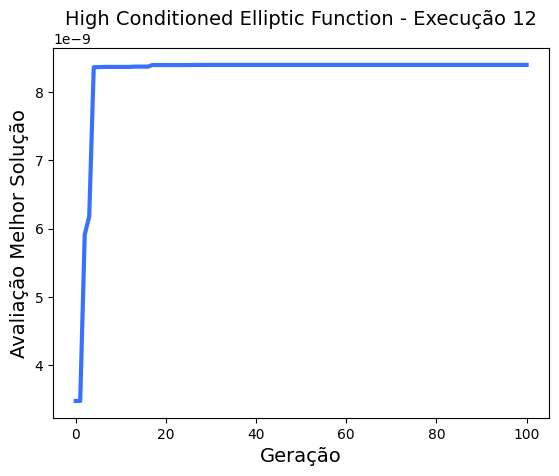 High Conditioned Elliptic Function - Execução 12
1e−9
Avaliação Melhor Solução
8
7
6
5
4
0 20 40 60 80 100
Geração